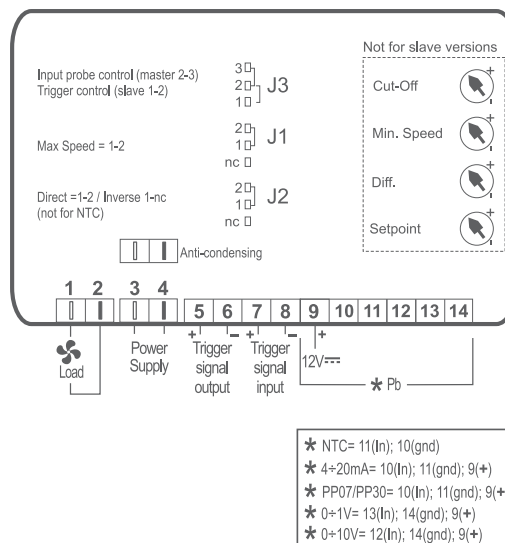 Not for slave versions
Input probe control (master 2-3)
Trigger control (slave 1-2)
3
2
1
J3
Cut-Off
+
-
Max Speed = 1-2
2
1
nc
J1
Min. Speed
+
-
Direct =1-2 / Inverse 1-nc
(not for NTC)
2
1
nc
J2
Diff.
+
-
Setpoint
+
-
Anti-condensing
1 2 3 4 5 6 7 8 9 10 11 12 13 14
+ - + - +
Load
Power
Supply
Trigger
signal
output
Trigger
signal
input
12V
* Pb
* NTC= 11(In); 10(gnd)
* 4÷20mA= 10(In); 11(gnd); 9(+)
* PP07/PP30= 10(In); 11(gnd); 9(+
* 0÷1V= 13(In); 14(gnd); 9(+)
* 0÷10V= 12(In); 14(gnd); 9(+)